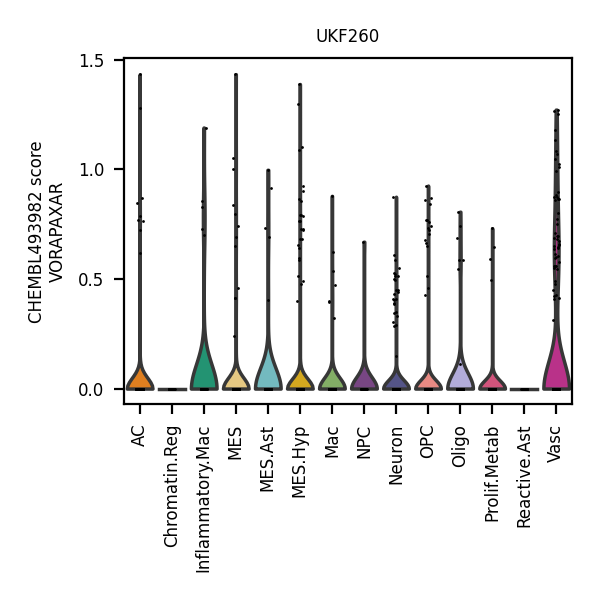 UKF260
CHEMBL493982 score
VORAPAXAR
1.5
1.0
0.5
0.0
AC
Chromatin.Reg
Inflammatory.Mac
MES
MES.Ast
MES.Hyp
Mac
NPC
Neuron
OPC
Oligo
Prolif.Metab
Reactive.Ast
Vasc